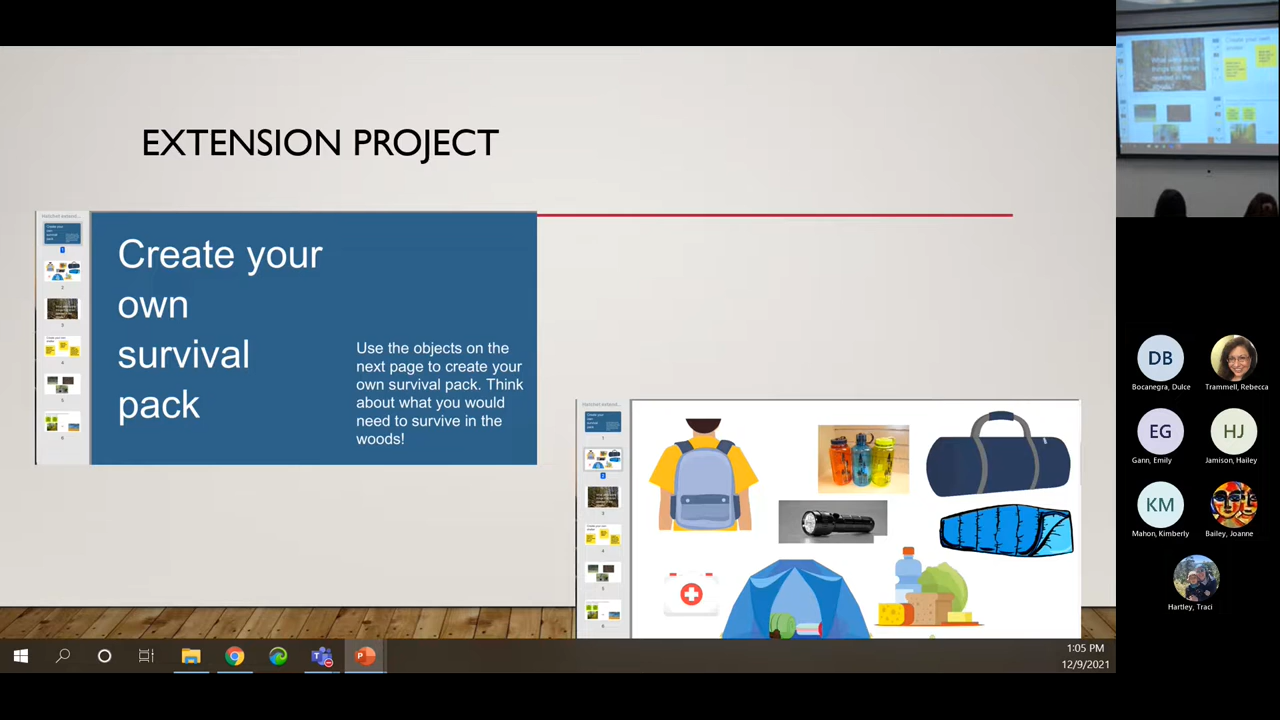 EXTENSION PROJECT
Create your
own
survival
pack
Use the objects on the
next page to create your
own survival pack. Think
about what you would
need to survive in the
woods!
1:05 PM
12/9/2021
DB
Bocanegra, Dulce
Trammell, Rebecca
EG
Gann, Emily
HJ
Jamison, Hailey
KM
Mahon, Kimberly
Bailey, Joanne
Hartley, Traci